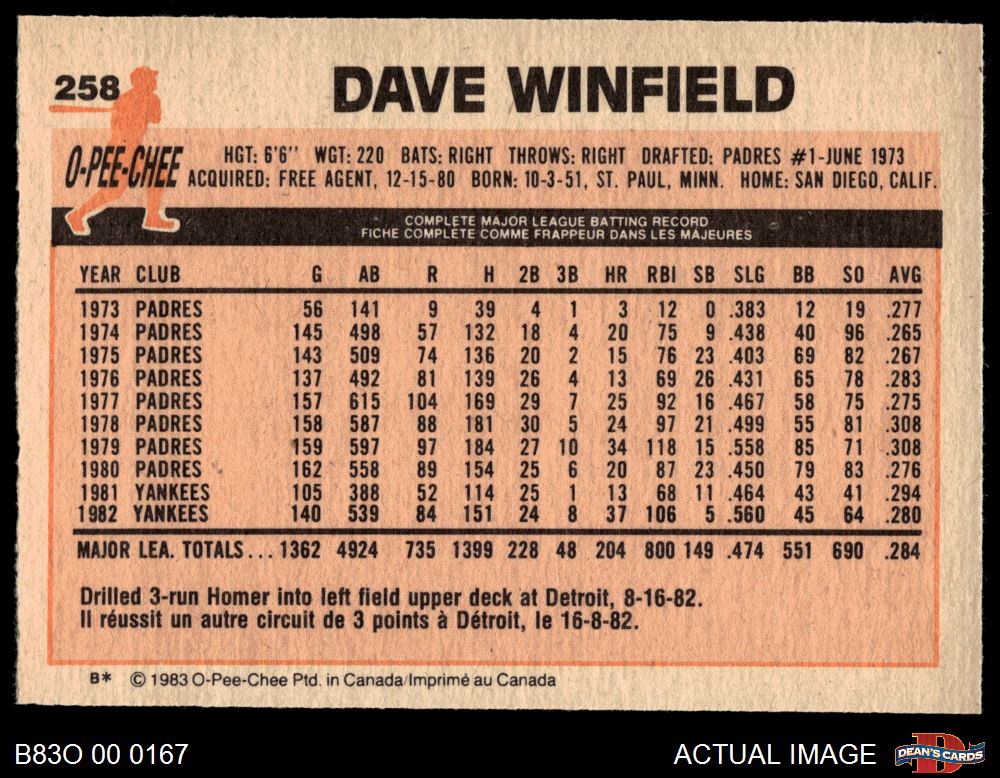 258
DAVE WINFIELD
O-PEE-CHEE
HGT: 6'6" WGT: 220 BATS: RIGHT THROWS: RIGHT DRAFTED: PADRES #1-JUNE 1973
ACQUIRED: FREE AGENT, 12-15-80 BORN: 10-3-51, ST. PAUL, MINN. HOME: SAN DIEGO, CALIF.
COMPLETE MAJOR LEAGUE BATTING RECORD
FICHE COMPLÈTE COMME FRAPPEUR DANS LES MAJEURES
YEAR CLUB G AB R H 2B 3B HR RBI SB SLG BB SO AVG
1973 PADRES 56 141 9 39 4 1 3 12 0 .383 12 19 .277
1974 PADRES 145 498 57 132 18 4 20 75 9 .438 40 96 .265
1975 PADRES 143 509 74 136 20 2 15 76 23 .403 69 82 .267
1976 PADRES 137 492 81 139 26 4 13 69 26 .431 65 78 .283
1977 PADRES 157 615 104 169 29 7 25 92 16 .467 58 75 .275
1978 PADRES 158 587 88 181 30 5 24 97 21 .499 55 81 .308
1979 PADRES 159 597 97 184 27 10 34 118 15 .558 85 71 .308
1980 PADRES 162 558 89 154 25 6 20 87 23 .450 79 83 .276
1981 YANKEES 105 388 52 114 25 1 13 68 11 .464 43 41 .294
1982 YANKEES 140 539 84 151 24 8 37 106 5 .560 45 64 .280
MAJOR LEA. TOTALS... 1362 4924 735 1399 228 48 204 800 149 .474 551 690 .284
Drilled 3-run Homer into left field upper deck at Detroit, 8-16-82.
Il réussit un autre circuit de 3 points à Détroit, le 16-8-82.
B* © 1983 O-Pee-Chee Ptd. in Canada/Imprimé au Canada
B83O 00 0167
ACTUAL IMAGE
DEAN'S CARDS